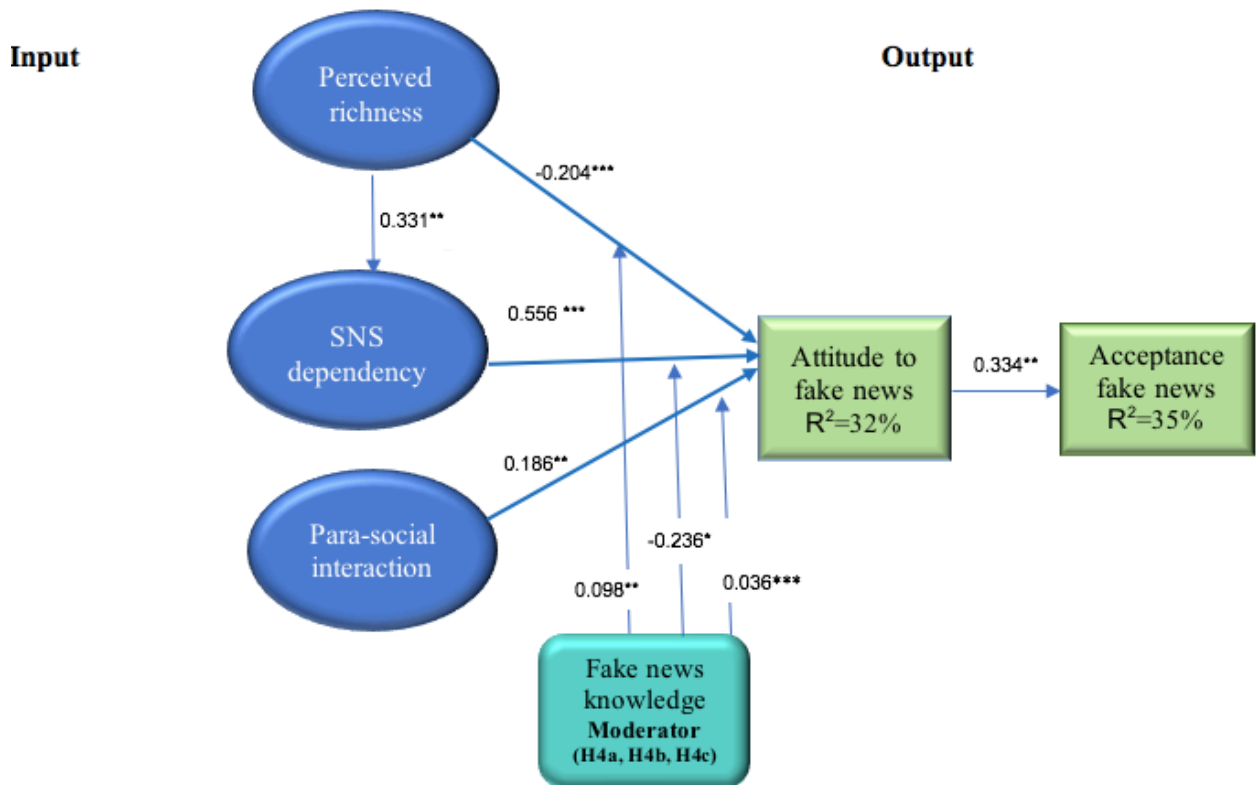 Input
Output
Perceived
richness
-0.204***
0.331**
SNS
dependency
0.556 ***
Attitude to
fake news
R²=32%
0.334**
Acceptance
fake news
R²=35%
0.186**
Para-social
interaction
-0.236*
0.098**
0.036***
Fake news
knowledge
Moderator
(H4a, H4b, H4c)